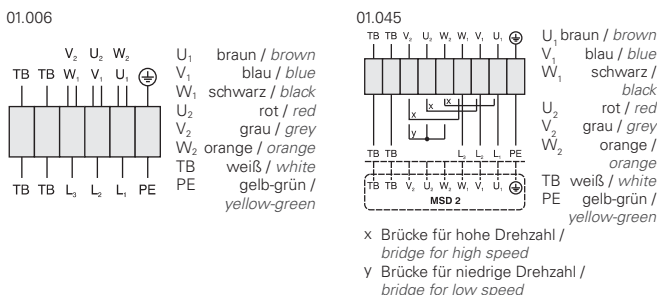 01.006
V₂ U₂ W₂
TB TB W₁ V₁ U₁
TB TB L₃ L₂ L₁ PE
U₁ braun / brown
V₁ blau / blue
W₁ schwarz / black
U₂ rot / red
V₂ grau / grey
W₂ orange / orange
TB weiß / white
PE gelb-grün /
yellow-green
01.045
TB TB V₂ U₂ W₂ W₁ V₁ U₁
x x
x
y
TB TB L₃ L₂ L₁ PE
TB TB V₂ U₂ W₂ W₁ V₁ U₁
MSD 2
U₁ braun / brown
V₁ blau / blue
W₁ schwarz /
black
U₂ rot / red
V₂ grau / grey
W₂ orange /
orange
TB weiß / white
PE gelb-grün /
yellow-green
x Brücke für hohe Drehzahl /
bridge for high speed
y Brücke für niedrige Drehzahl /
bridge for low speed